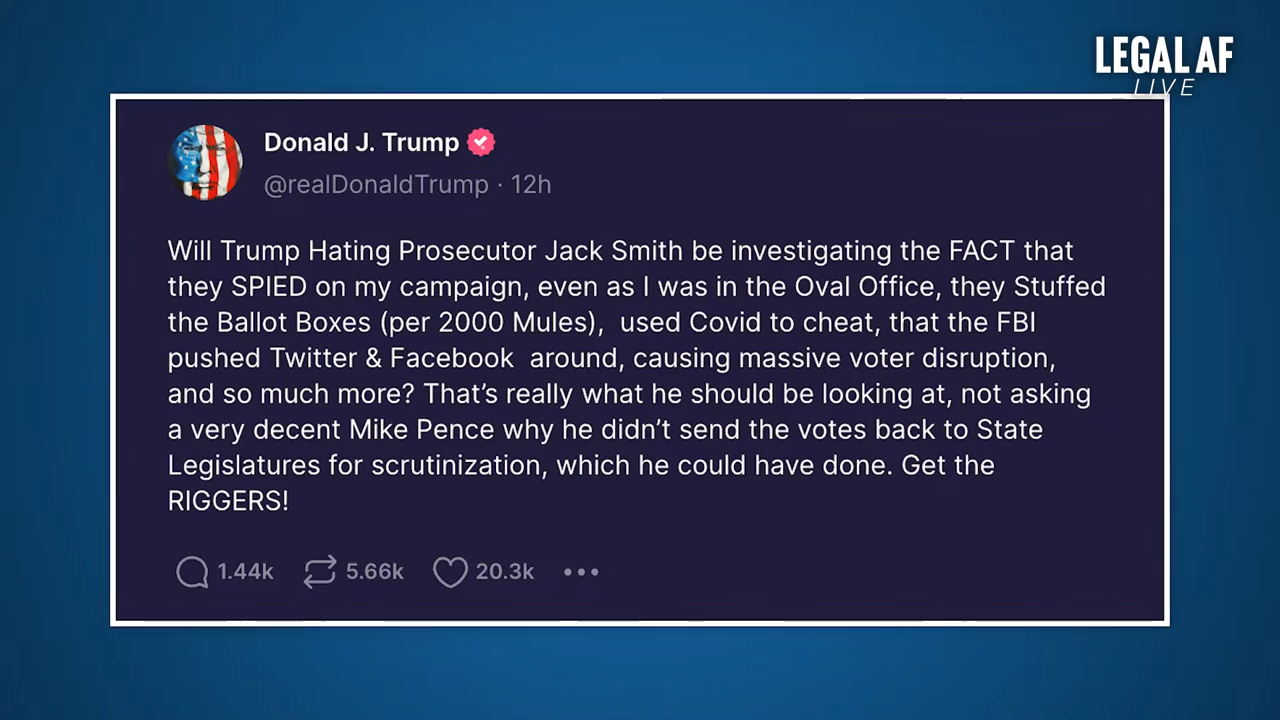 LEGAL AF
LIVE
Donald J. Trump
@realDonaldTrump · 12h
Will Trump Hating Prosecutor Jack Smith be investigating the FACT that
they SPIED on my campaign, even as I was in the Oval Office, they Stuffed
the Ballot Boxes (per 2000 Mules),  used Covid to cheat, that the FBI
pushed Twitter & Facebook  around, causing massive voter disruption,
and so much more? That’s really what he should be looking at, not asking
a very decent Mike Pence why he didn’t send the votes back to State
Legislatures for scrutinization, which he could have done. Get the
RIGGERS!
1.44k 5.66k 20.3k